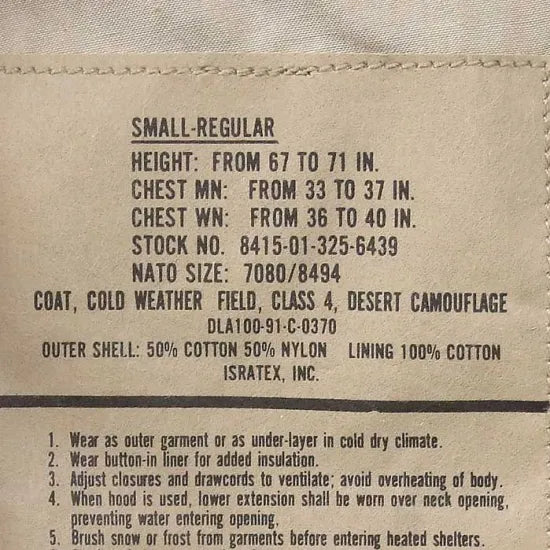 SMALL-REGULAR
HEIGHT: FROM 67 TO 71 IN.
CHEST MN: FROM 33 TO 37 IN.
CHEST WN: FROM 36 TO 40 IN.
STOCK NO. 8415-01-325-6439
NATO SIZE: 7080/8494
COAT, COLD WEATHER FIELD, CLASS 4, DESERT CAMOUFLAGE
DLA100-91-C-0370
OUTER SHELL: 50% COTTON 50% NYLON LINING 100% COTTON
ISRATEX, INC.
1. Wear as outer garment or as under-layer in cold dry climate.
2. Wear button-in liner for added insulation.
3. Adjust closures and drawcords to ventilate; avoid overheating of body.
4. When hood is used, lower extension shall be worn over neck opening,
preventing water entering opening,
5. Brush snow or frost from garments before entering heated shelters.